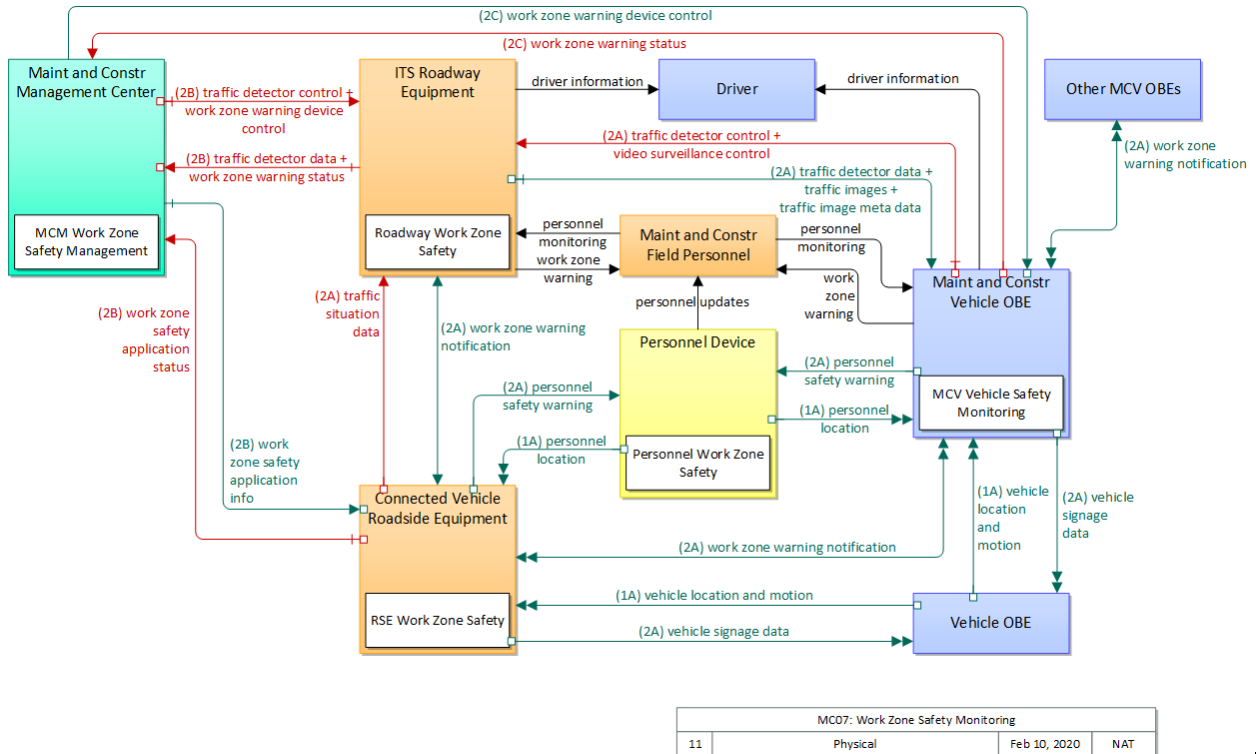 (2C) work zone warning device control
(2C) work zone warning status
Maint and Constr
Management Center
(2B) traffic detector control +
work zone warning device
control
(2B) traffic detector data +
work zone warning status
MCM Work Zone
Safety Management
ITS Roadway
Equipment
driver information
Driver
driver information
Other MCV OBEs
(2A) work zone
warning notification
(2A) traffic detector control +
video surveillance control
(2A) traffic detector data +
traffic images +
traffic image meta data
Roadway Work Zone
Safety
personnel
monitoring
work zone
warning
Maint and Constr
Field Personnel
personnel
monitoring
work
zone
warning
Maint and Constr
Vehicle OBE
(2B) work zone
safety
application
status
(2A) traffic
situation
data
(2A) work zone warning
notification
personnel updates
Personnel Device
(2A) personnel
safety warning
(2A) personnel
safety warning
MCV Vehicle Safety
Monitoring
(1A) personnel
location
(1A) personnel
location
Personnel Work Zone
Safety
(2B) work
zone safety
application
info
Connected Vehicle
Roadside Equipment
(1A) vehicle
location
and
motion
(2A) vehicle
signage
data
(2A) work zone warning notification
(1A) vehicle location and motion
RSE Work Zone Safety
(2A) vehicle signage data
Vehicle OBE
MC07: Work Zone Safety Monitoring
11 Physical Feb 10, 2020 NAT